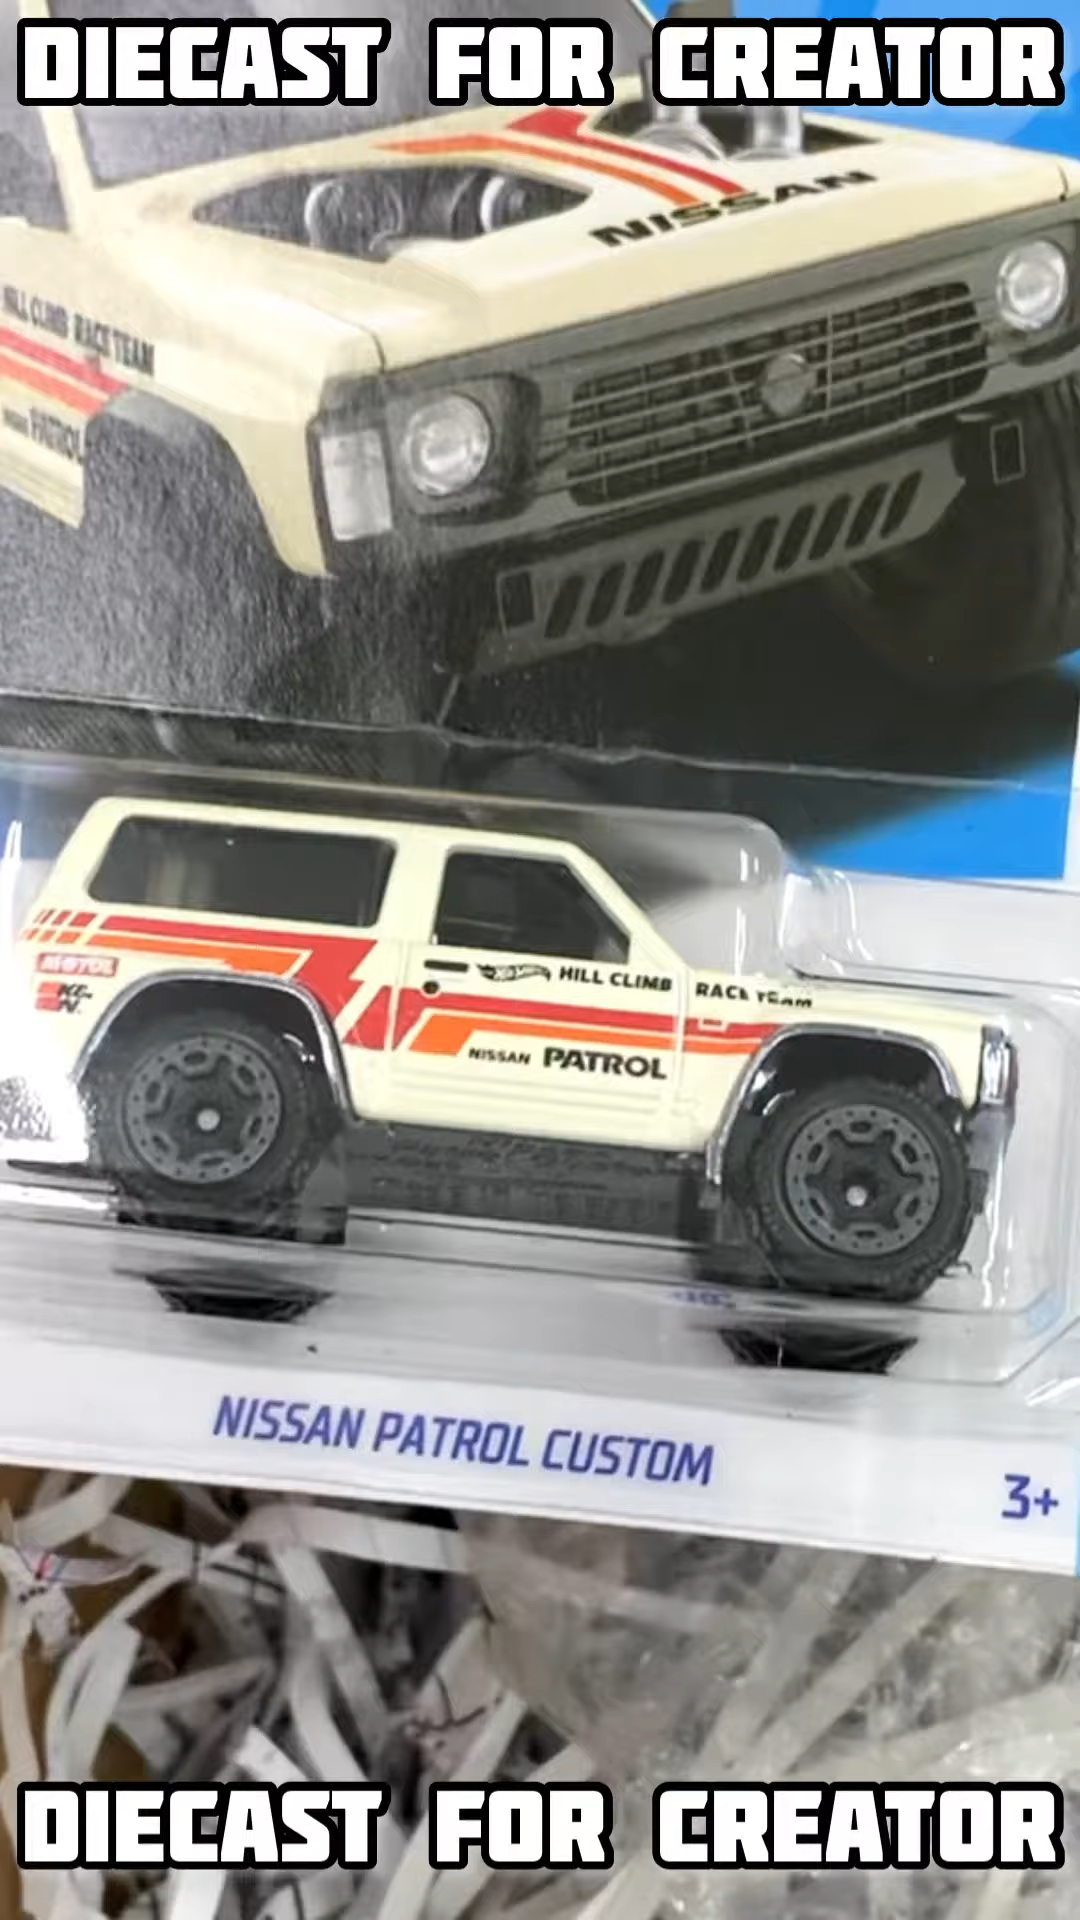 DIECAST FOR CREATOR
NISSAN
HILL CLIMB RACE TEAM
PATROL
MOTUL
K&N
HILL CLIMB RACE TEAM
NISSAN PATROL
NISSAN PATROL CUSTOM
3+
DIECAST FOR CREATOR